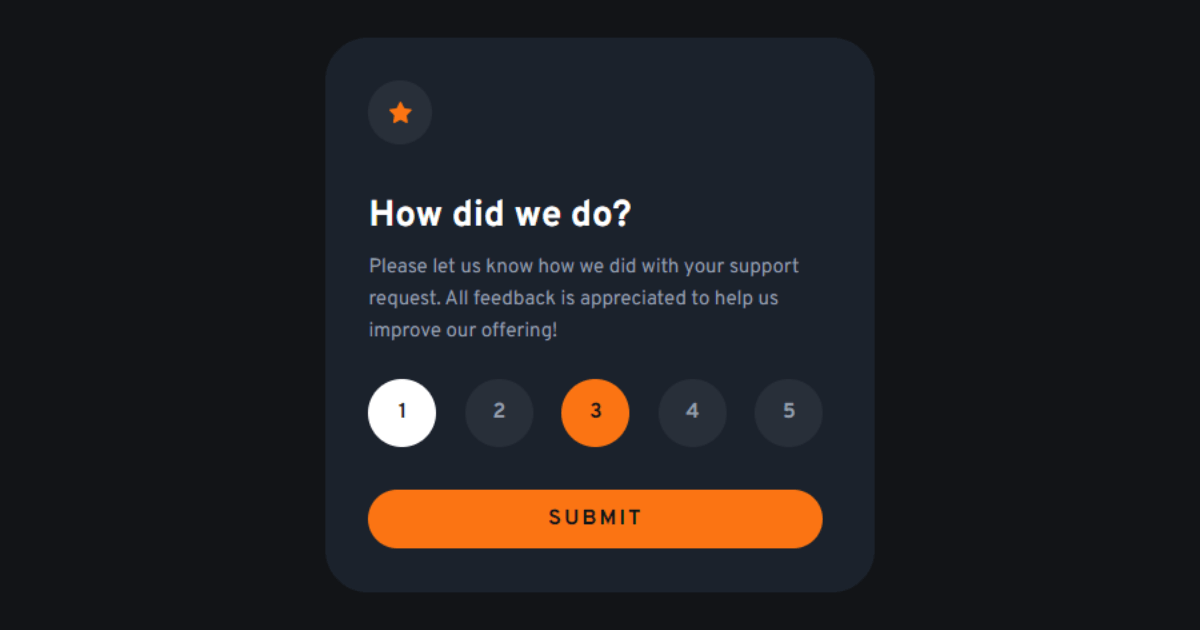 How did we do?
Please let us know how we did with your support
request. All feedback is appreciated to help us
improve our offering!
1 2 3 4 5
SUBMIT